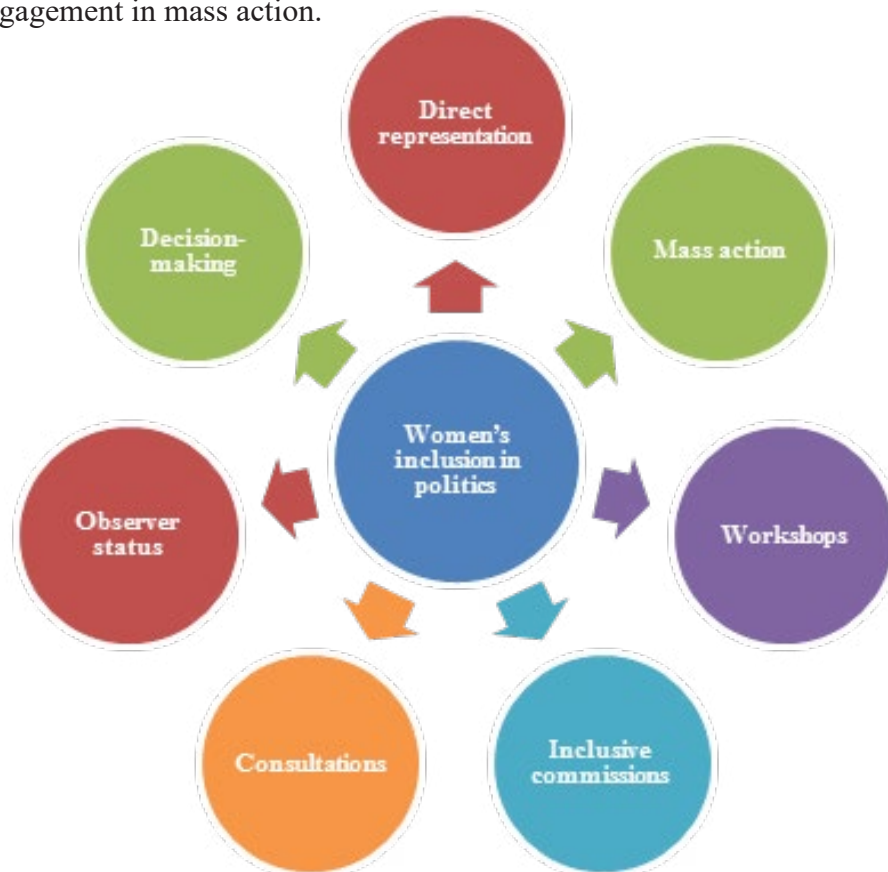 gagement in mass action.
Direct
representation
Mass action
Workshops
Inclusive
commissions
Consultations
Observer
status
Decision-
making
Women's
inclusion in
politics